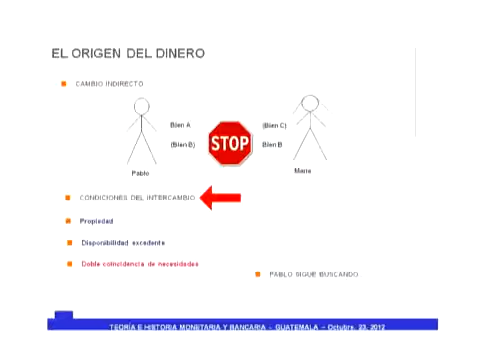 EL ORIGEN DEL DINERO
CAMBIO INDIRECTO
Bien A
(Bien B)
STOP
(Bien C)
Bien B
Pablo
Maria
CONDICIONES DEL INTERCAMBIO
Propiedad
Disponibilidad excedente
Doble coincidencia de necesidades
PABLO SIGUE BUSCANDO
TEORÍA E HISTORIA MONETARIA Y BANCARIA – GUATEMALA – Octubre, 23, 2012